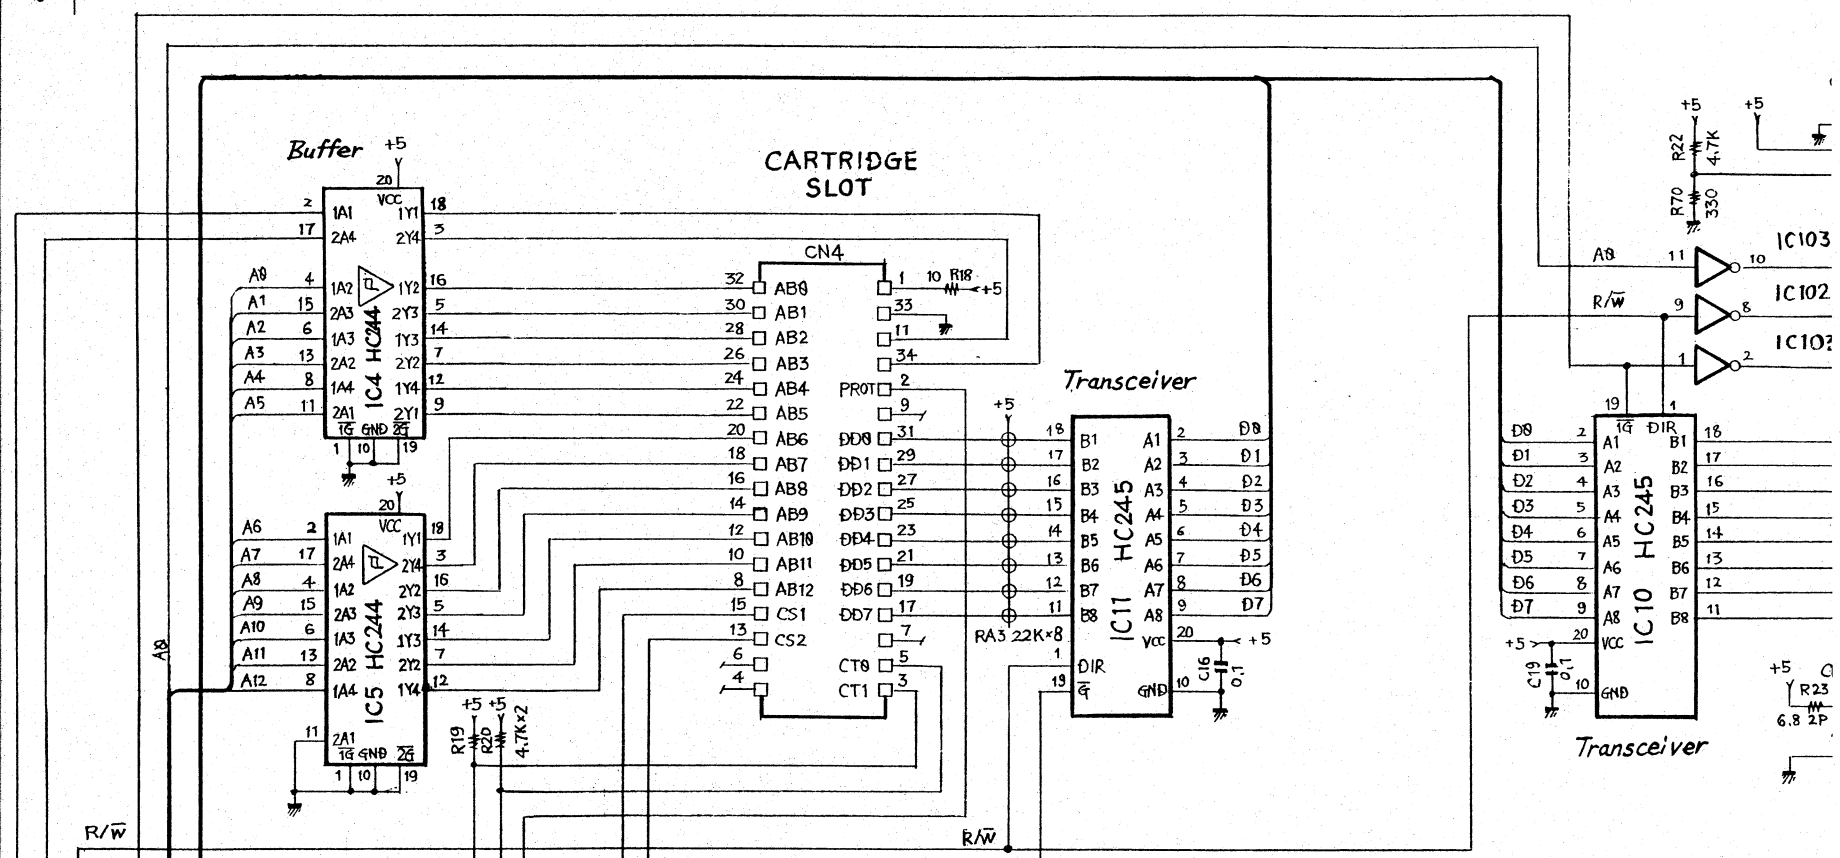 Buffer
+5
20
VCC
2 1A1 1Y1 18
17 2A4 2Y4 3
A0 4 1A2 1Y2 16
A1 15 2A3 2Y3 5
A2 6 1A3 1Y3 14
A3 13 2A2 2Y2 7
A4 8 1A4 1Y4 12
A5 11 2A1 2Y1 9
IC4 HC244
1G GND 2G
1 10 19
+5
20
VCC
A6 2 1A1 1Y1 18
A7 17 2A4 2Y4 3
A8 4 1A2 2Y2 16
A9 15 2A3 2Y3 5
A10 6 1A3 1Y3 14
A11 13 2A2 2Y2 7
A12 8 1A4 1Y4 12
IC5 HC244
11 2A1
1G GND 2G
1 10 19
A0
R/W
+5 +5
R19 R20 4.7K×2
CARTRIDGE
SLOT
CN4
32 AB0 1 10 R18 +5
30 AB1 33
28 AB2 11
26 AB3 34
24 AB4 PROT 2
22 AB5 9
20 AB6 DD0 31
18 AB7 DD1 29
16 AB8 DD2 27
14 AB9 DD3 25
12 AB10 DD4 23
10 AB11 DD5 21
8 AB12 DD6 19
15 CS1 DD7 17
13 CS2 7
6 CT0 5
4 CT1 3
+5
RA3 22K×8
R/W
Transceiver
18 B1 A1 2 D0
17 B2 A2 3 D1
16 B3 A3 4 D2
15 B4 A4 5 D3
14 B5 A5 6 D4
13 B6 A6 7 D5
12 B7 A7 8 D6
11 B8 A8 9 D7
IC11 HC245
VCC 20 +5
1 DIR
19 G GND 10
C16 0.1
+5 +5
R22 4.7K
R70 330
A0 11 10 IC103
R/W 9 8 IC102
1 2
19 1
1G DIR
D0 2 A1 B1 18
D1 3 A2 B2 17
D2 4 A3 B3 16
D3 5 A4 B4 15
D4 6 A5 B5 14
D5 7 A6 B6 13
D6 8 A7 B7 12
D7 9 A8 B8 11
IC10 HC245
+5 20 VCC
C19 0.1
10 GND
Transceiver
+5
R23
6.8 2P